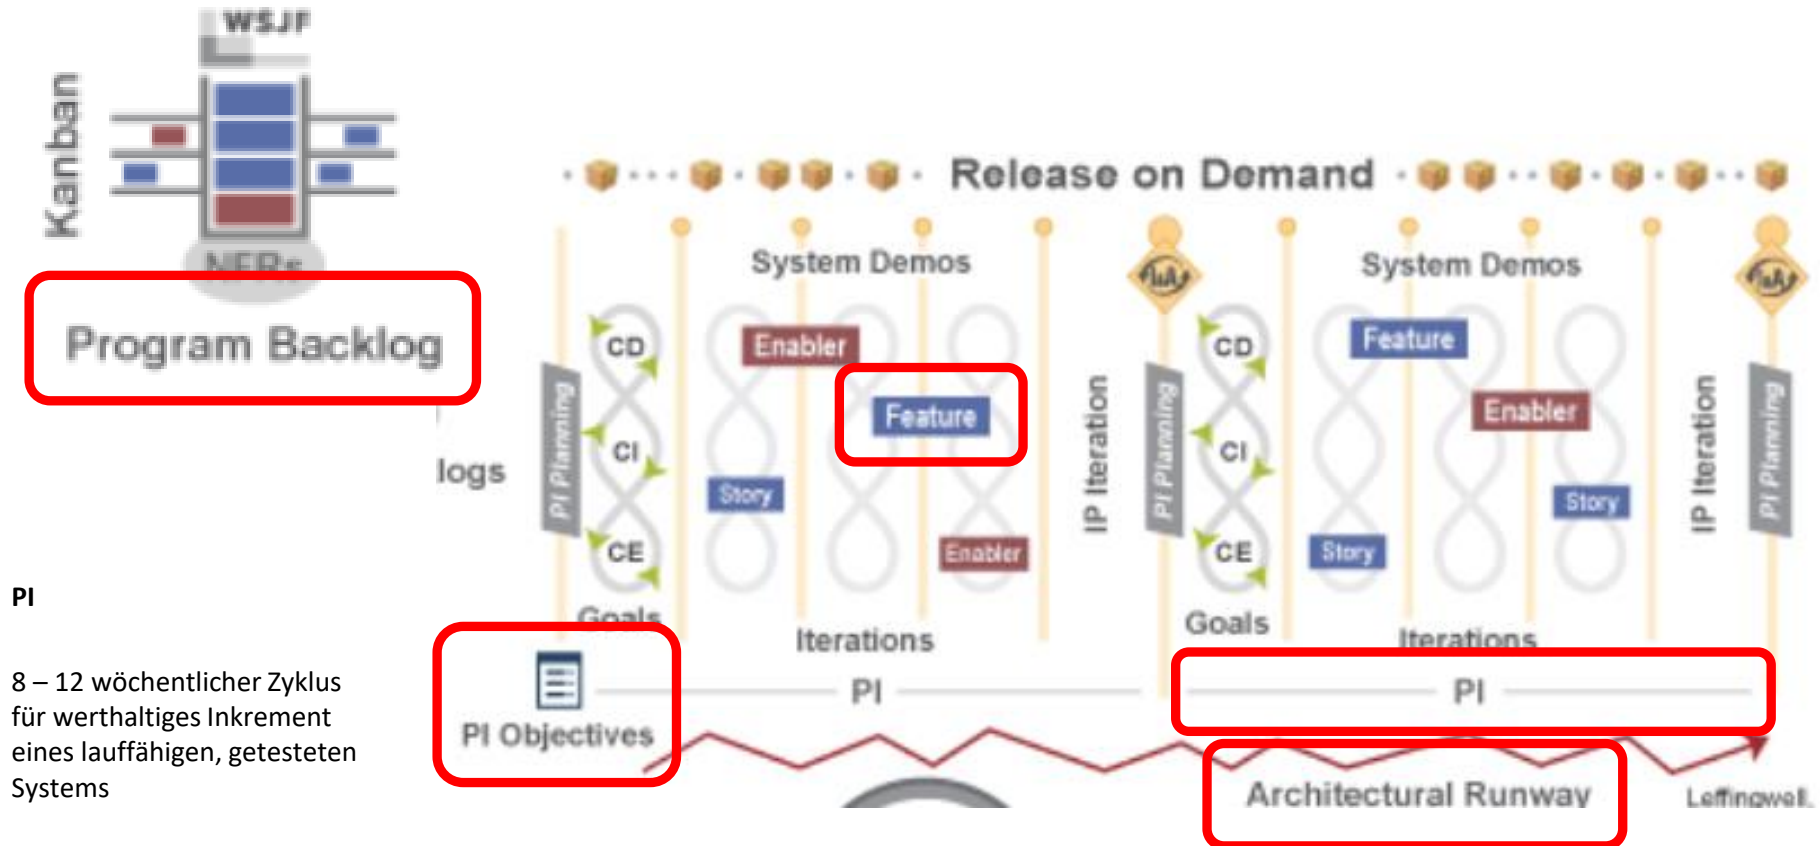 WSJF
Kanban
NFRs
Program Backlog
Release on Demand
System Demos
System Demos
I&A
I&A
CD
Enabler
Feature
CI
Story
CE
Enabler
PI Planning
logs
IP Iteration
PI Planning
CD
Feature
Enabler
CI
Story
CE
Story
IP Iteration
PI Planning
Goals
Iterations
Goals
Iterations
PI
PI
PI Objectives
Architectural Runway
Leffingwell,
PI
8 – 12 wöchentlicher Zyklus
für werthaltiges Inkrement
eines lauffähigen, getesteten
Systems